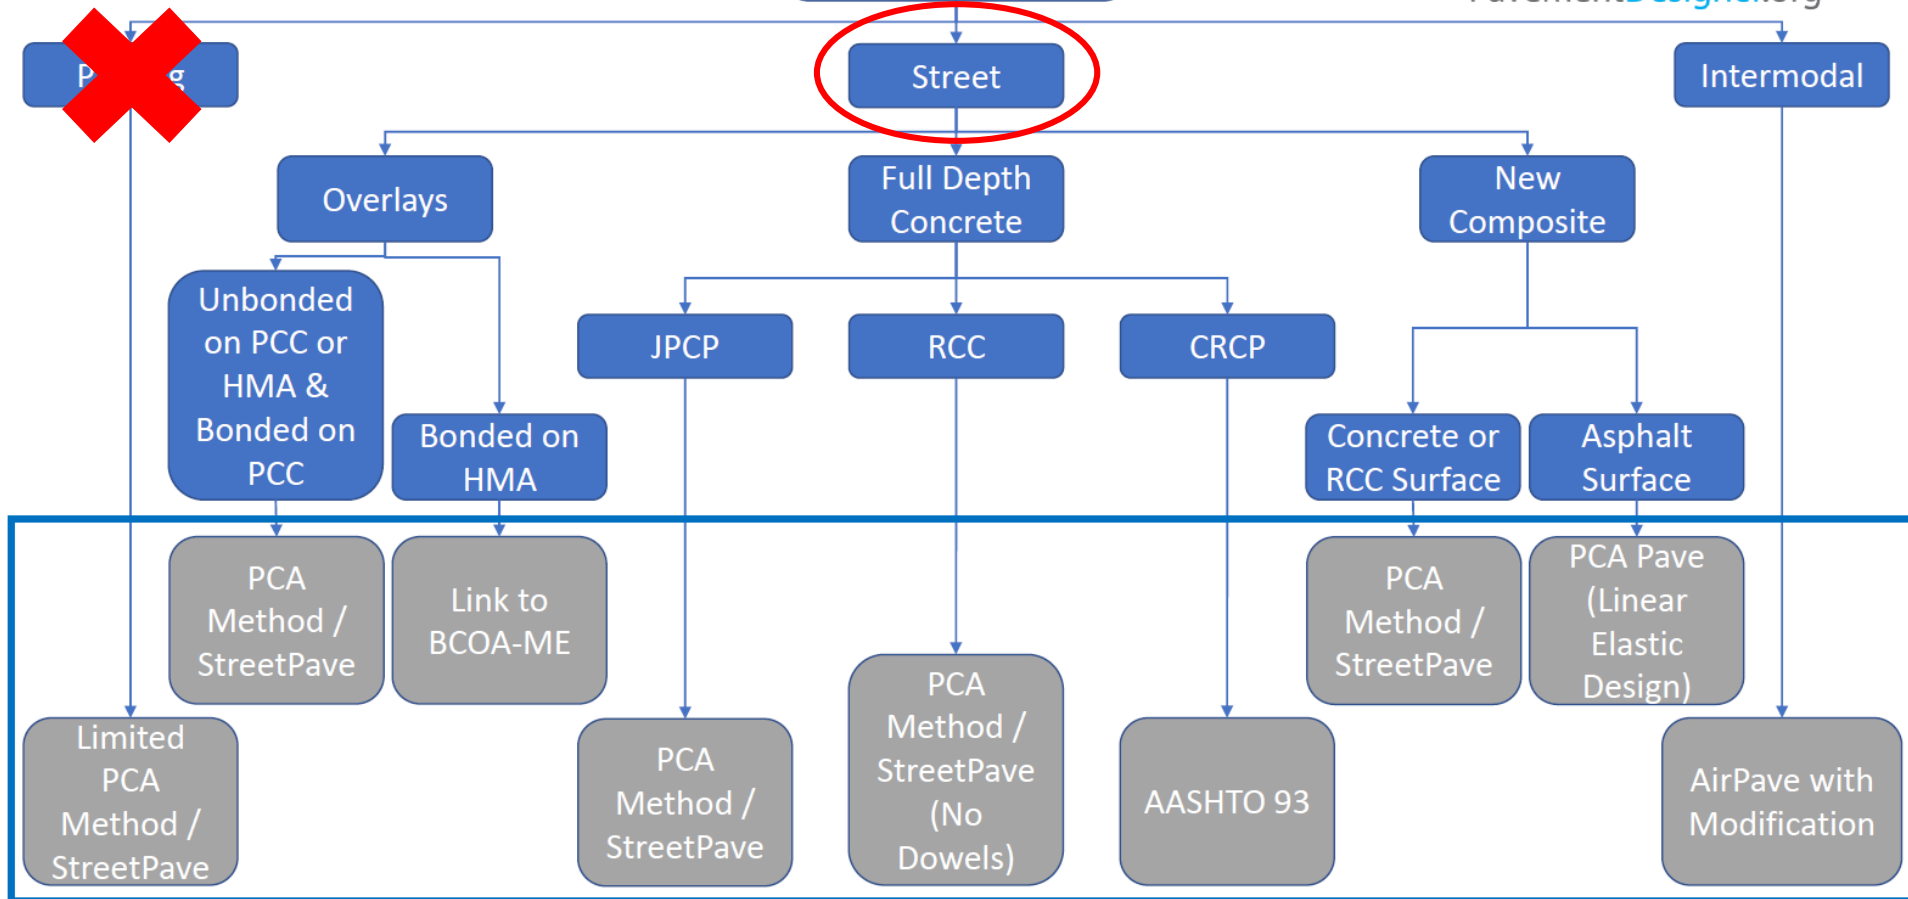 Street
Intermodal
Overlays
Full Depth
Concrete
New
Composite
Unbonded
on PCC or
HMA &
Bonded on
PCC
Bonded on
HMA
JPCP
RCC
CRCP
Concrete or
RCC Surface
Asphalt
Surface
PCA
Method /
StreetPave
Link to
BCOA-ME
PCA
Method /
StreetPave
PCA Pave
(Linear
Elastic
Design)
Limited
PCA
Method /
StreetPave
PCA
Method /
StreetPave
PCA
Method /
StreetPave
(No
Dowels)
AASHTO 93
AirPave with
Modification